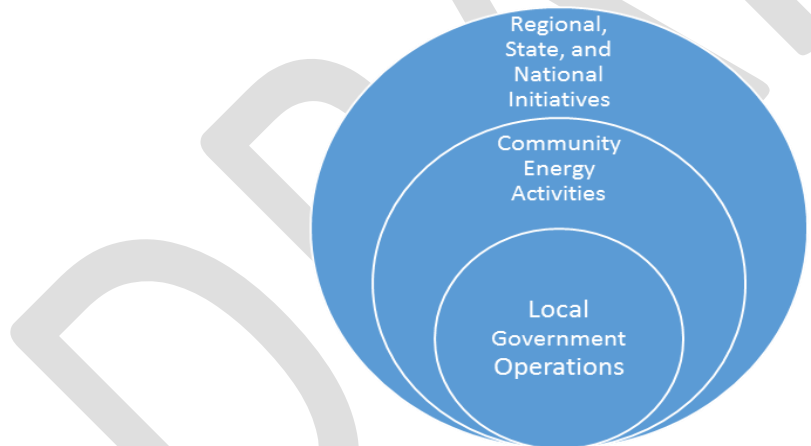 Regional,
State, and
National
Initiatives
Community
Energy
Activities
Local
Government
Operations